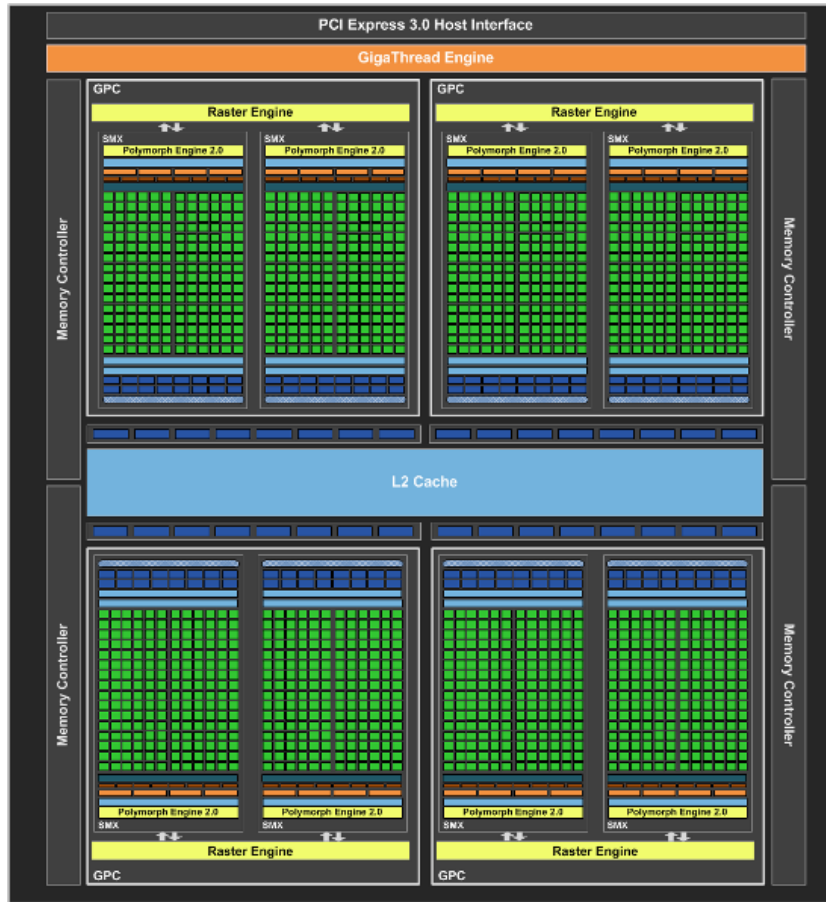 PCI Express 3.0 Host Interface
GigaThread Engine
GPC
GPC
Raster Engine
Raster Engine
SMX
SMX
SMX
SMX
Polymorph Engine 2.0
Polymorph Engine 2.0
Polymorph Engine 2.0
Polymorph Engine 2.0
Memory Controller
Memory Controller
L2 Cache
Memory Controller
Memory Controller
Polymorph Engine 2.0
Polymorph Engine 2.0
Polymorph Engine 2.0
Polymorph Engine 2.0
SMX
SMX
SMX
SMX
Raster Engine
Raster Engine
GPC
GPC